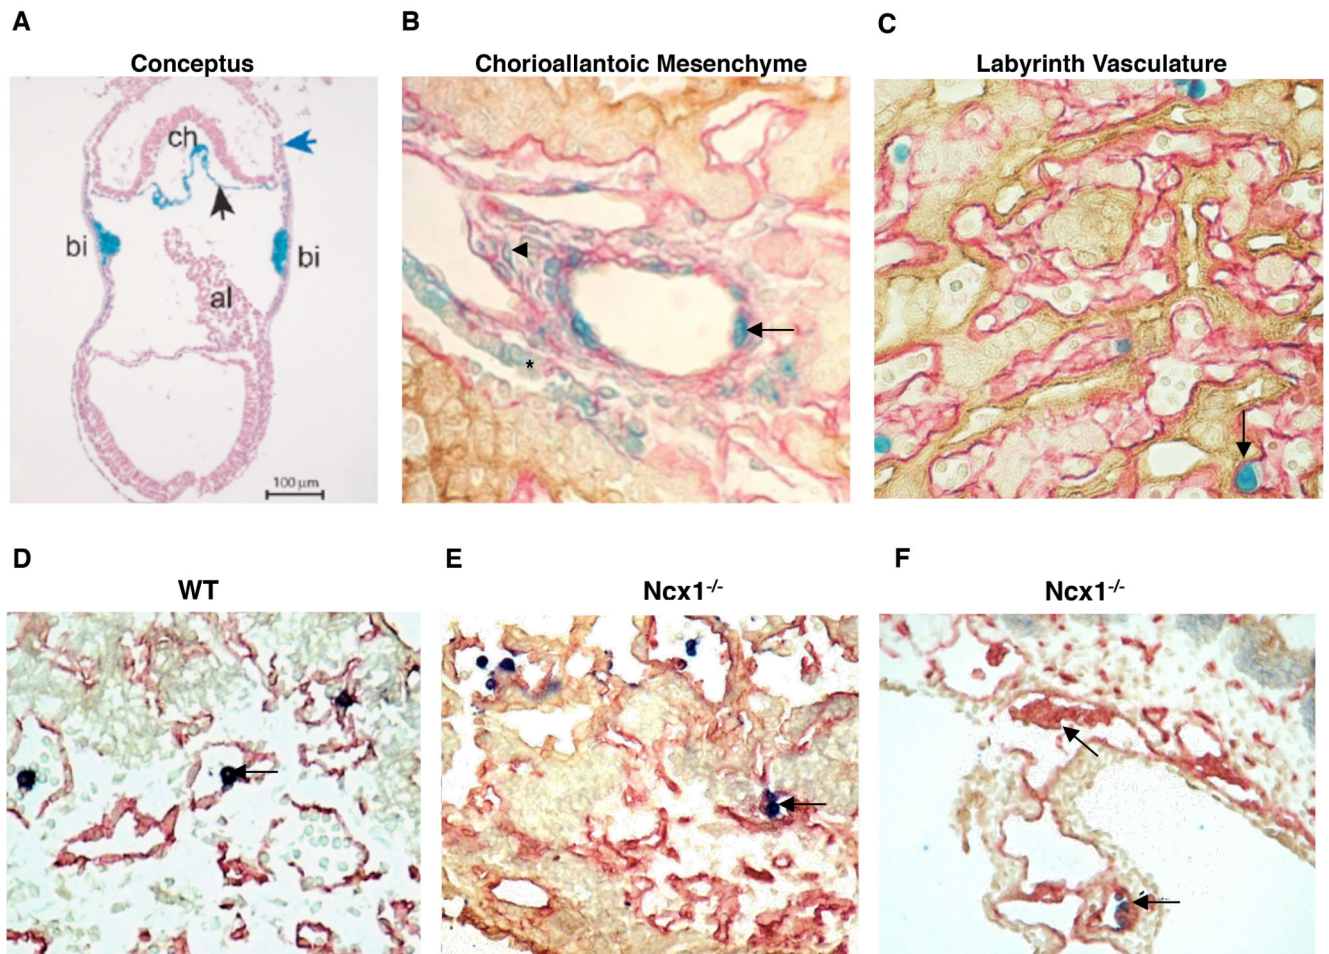 A
B
C
Conceptus
Chorioallantoic Mesenchyme
Labyrinth Vasculature
ch
bi
bi
al
100 μm
*
D
E
F
WT
Ncx1-/-
Ncx1-/-